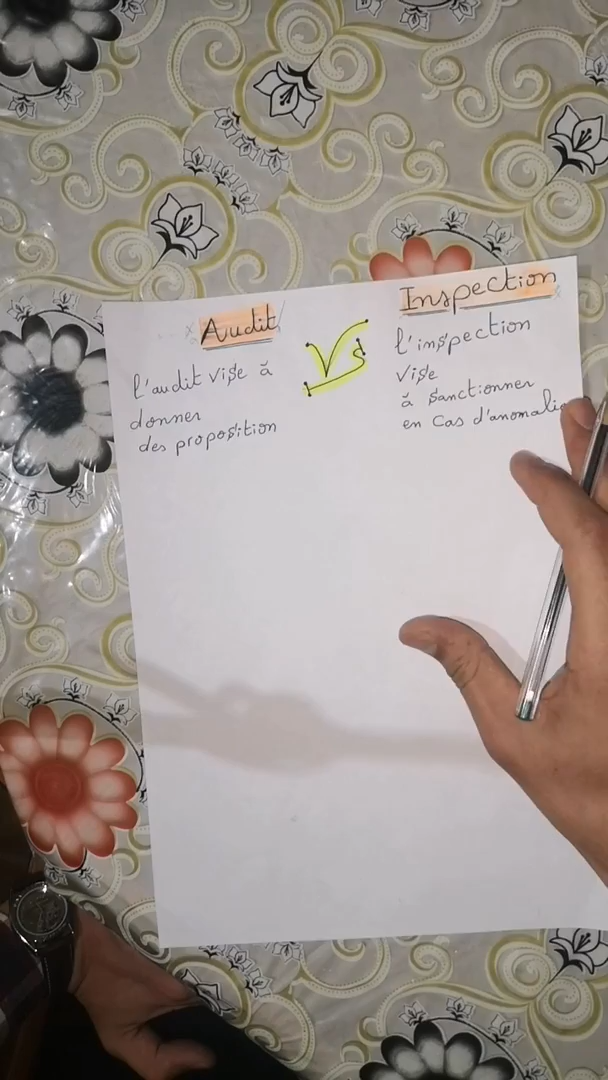 Audit
l'audit vise à
donner
des proposition
Vs
Inspection
l'inspection
vise
à sanctionner
en cas d'anomalie